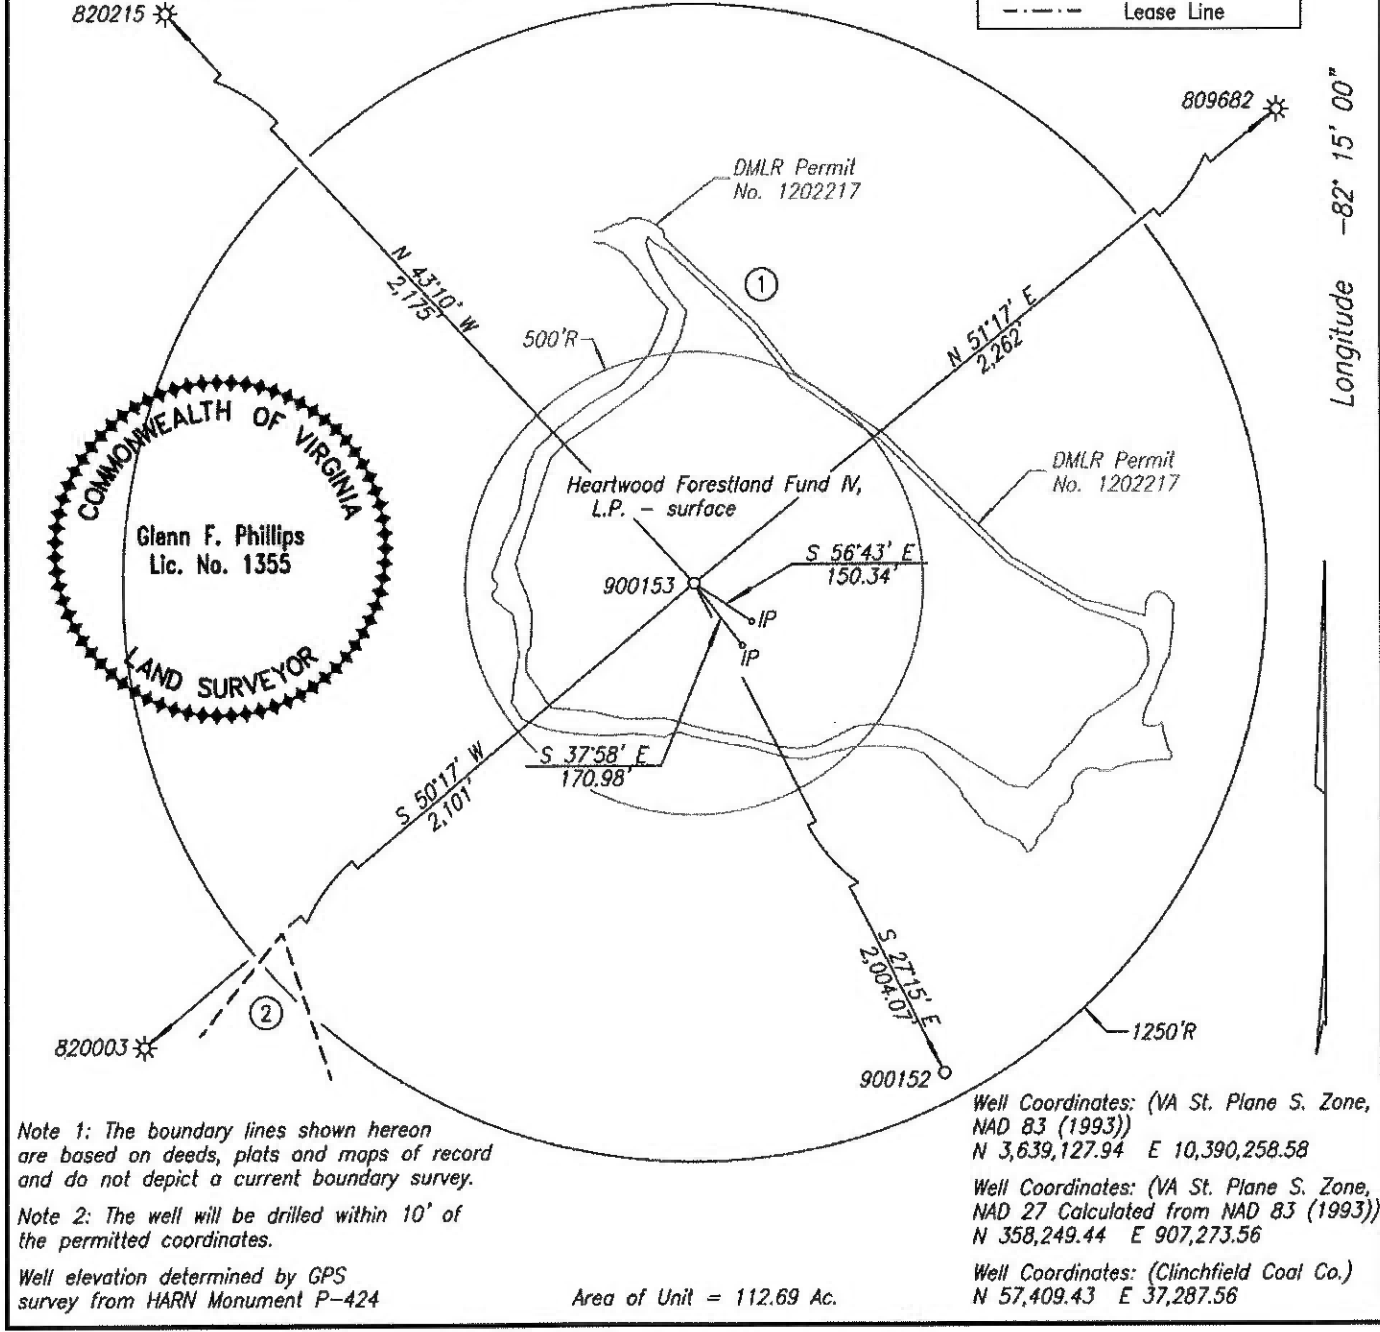 820215
Lease Line
809682
Longitude -82° 15' 00"
DMLR Permit
No. 1202217
1
N 43°10' W
2,175'
500'R
N 51°17' E
2,262'
COMMONWEALTH OF VIRGINIA
Glenn F. Phillips
Lic. No. 1355
LAND SURVEYOR
DMLR Permit
No. 1202217
Heartwood Forestland Fund IV,
L.P. - surface
S 56°43' E
150.34'
900153
IP
IP
S 37°58' E
170.98'
S 50°17' W
2,101'
S 27°15' E
2,004.07'
2
820003
1250'R
900152
Note 1: The boundary lines shown hereon
are based on deeds, plats and maps of record
and do not depict a current boundary survey.
Note 2: The well will be drilled within 10' of
the permitted coordinates.
Well elevation determined by GPS
survey from HARN Monument P-424
Area of Unit = 112.69 Ac.
Well Coordinates: (VA St. Plane S. Zone,
NAD 83 (1993))
N 3,639,127.94 E 10,390,258.58
Well Coordinates: (VA St. Plane S. Zone,
NAD 27 Calculated from NAD 83 (1993))
N 358,249.44 E 907,273.56
Well Coordinates: (Clinchfield Coal Co.)
N 57,409.43 E 37,287.56